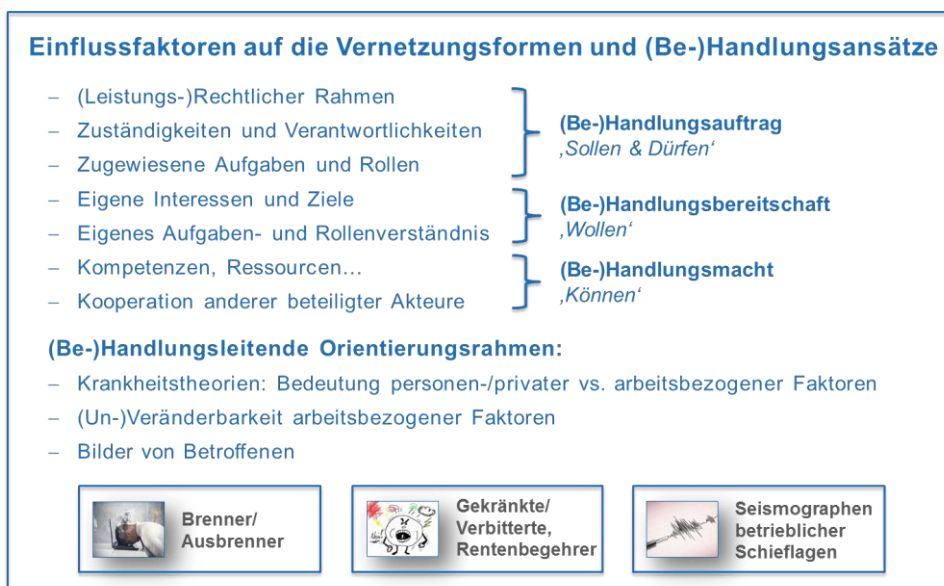 Einflussfaktoren auf die Vernetzungsformen und (Be-)Handlungsansätze
– (Leistungs-)Rechtlicher Rahmen
– Zuständigkeiten und Verantwortlichkeiten
– Zugewiesene Aufgaben und Rollen
(Be-)Handlungsauftrag
‚Sollen & Dürfen‘
– Eigene Interessen und Ziele
– Eigenes Aufgaben- und Rollenverständnis
(Be-)Handlungsbereitschaft
‚Wollen‘
– Kompetenzen, Ressourcen…
– Kooperation anderer beteiligter Akteure
(Be-)Handlungsmacht
‚Können‘
(Be-)Handlungsleitende Orientierungsrahmen:
– Krankheitstheorien: Bedeutung personen-/privater vs. arbeitsbezogener Faktoren
– (Un-)Veränderbarkeit arbeitsbezogener Faktoren
– Bilder von Betroffenen
Brenner/
Ausbrenner
Gekränkte/
Verbitterte,
Rentenbegehrer
Seismographen
betrieblicher
Schieflagen